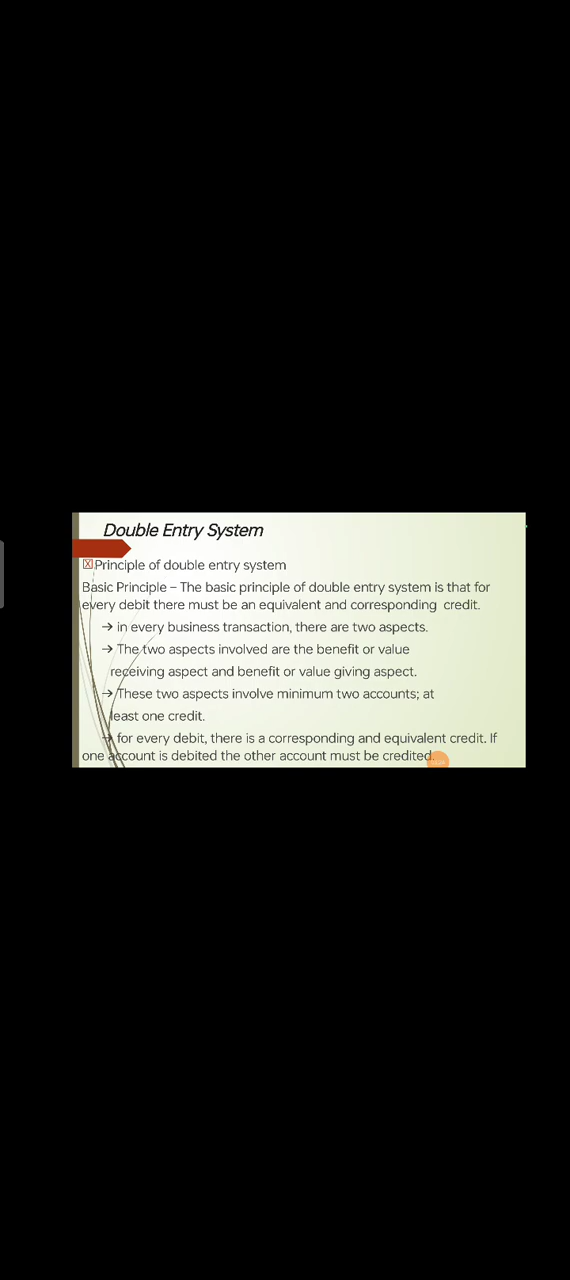 Double Entry System
Principle of double entry system
Basic Principle – The basic principle of double entry system is that for
every debit there must be an equivalent and corresponding credit.
→ in every business transaction, there are two aspects.
→ The two aspects involved are the benefit or value
receiving aspect and benefit or value giving aspect.
→ These two aspects involve minimum two accounts; at
least one credit.
→ for every debit, there is a corresponding and equivalent credit. If
one account is debited the other account must be credited.